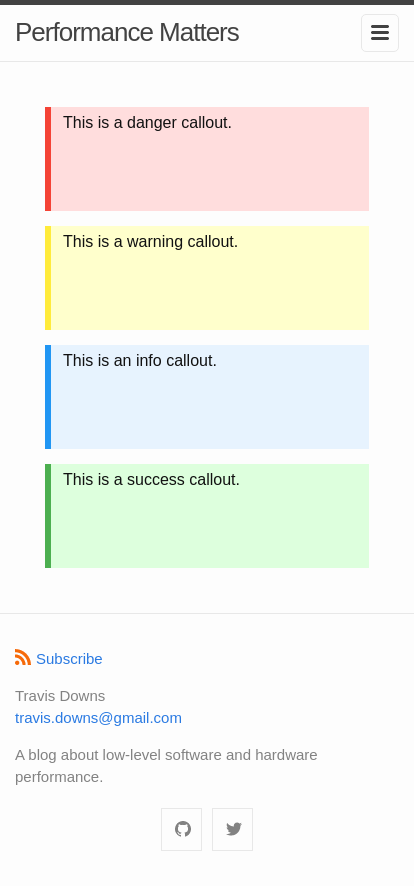 Performance Matters
This is a danger callout.
This is a warning callout.
This is an info callout.
This is a success callout.
Subscribe
Travis Downs
travis.downs@gmail.com
A blog about low-level software and hardware
performance.